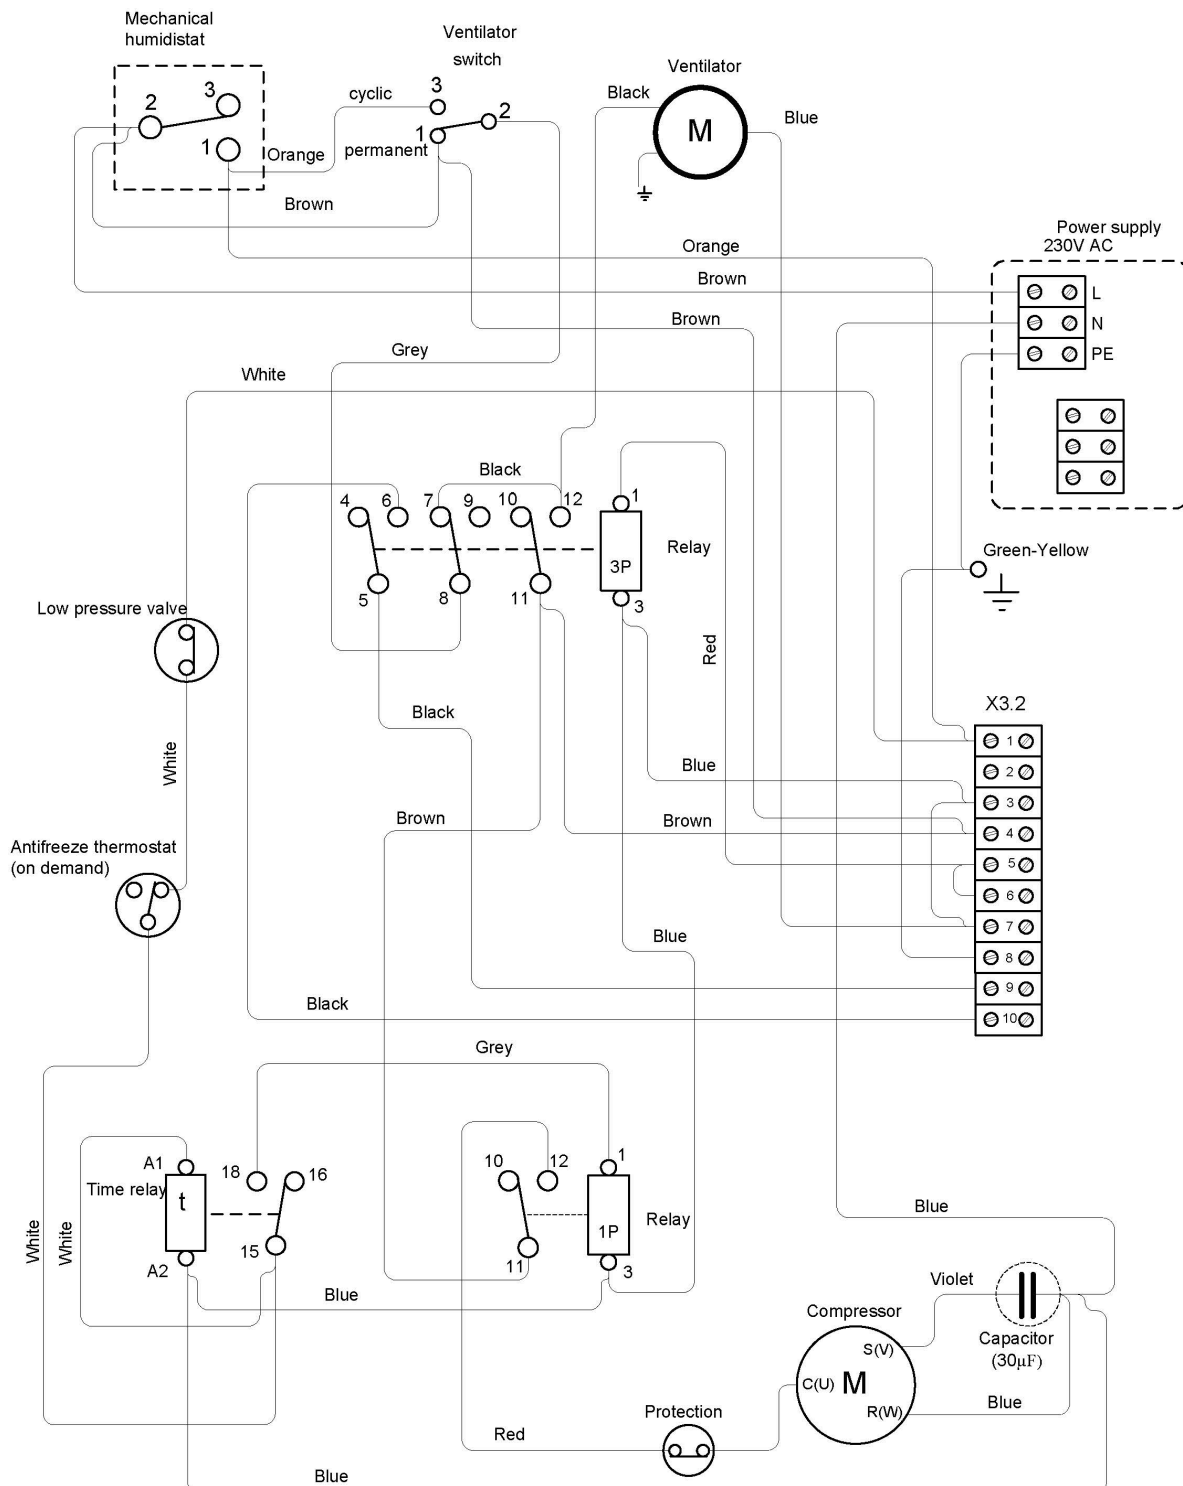 Mechanical
humidistat
Ventilator
switch
Ventilator
M
Black
Blue
2
3
1
cyclic
3
2
1
permanent
Orange
Brown
Orange
Brown
Brown
Grey
White
Power supply
230V AC
L
N
PE
Black
4
6
7
9
10
12
1
Relay
3P
5
8
11
3
Green-Yellow
Low pressure valve
Red
White
Black
Blue
Brown
Brown
X3.2
1
2
3
4
5
6
7
8
9
10
Antifreeze thermostat
(on demand)
Blue
Black
Grey
A1
Time relay
t
A2
18
16
15
10
12
1
1P
Relay
11
3
White
White
Blue
Blue
Violet
Compressor
S(V)
C(U)
M
R(W)
Capacitor
(30µF)
Blue
Protection
Red
Blue